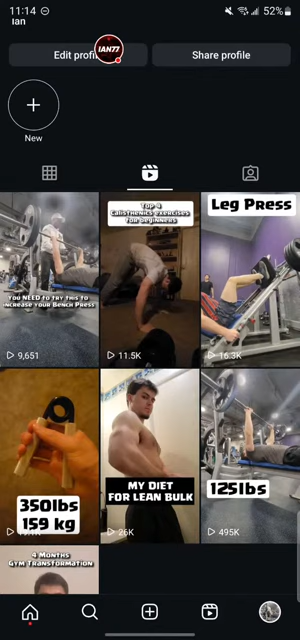 11:14
52%
Ian
Edit profil
IAN77
Share profile
New
YOU NEED TO TRY THIS TO
INCREASE YOUR BENCH PRESS
9,651
Top 4
Calisthenics exercises
for beginners
11.5K
Leg Press
16.3K
350lbs
159 kg
MY DIET
FOR LEAN BULK
26K
125lbs
495K
4 MONTHS
GYM TRANSFORMATION